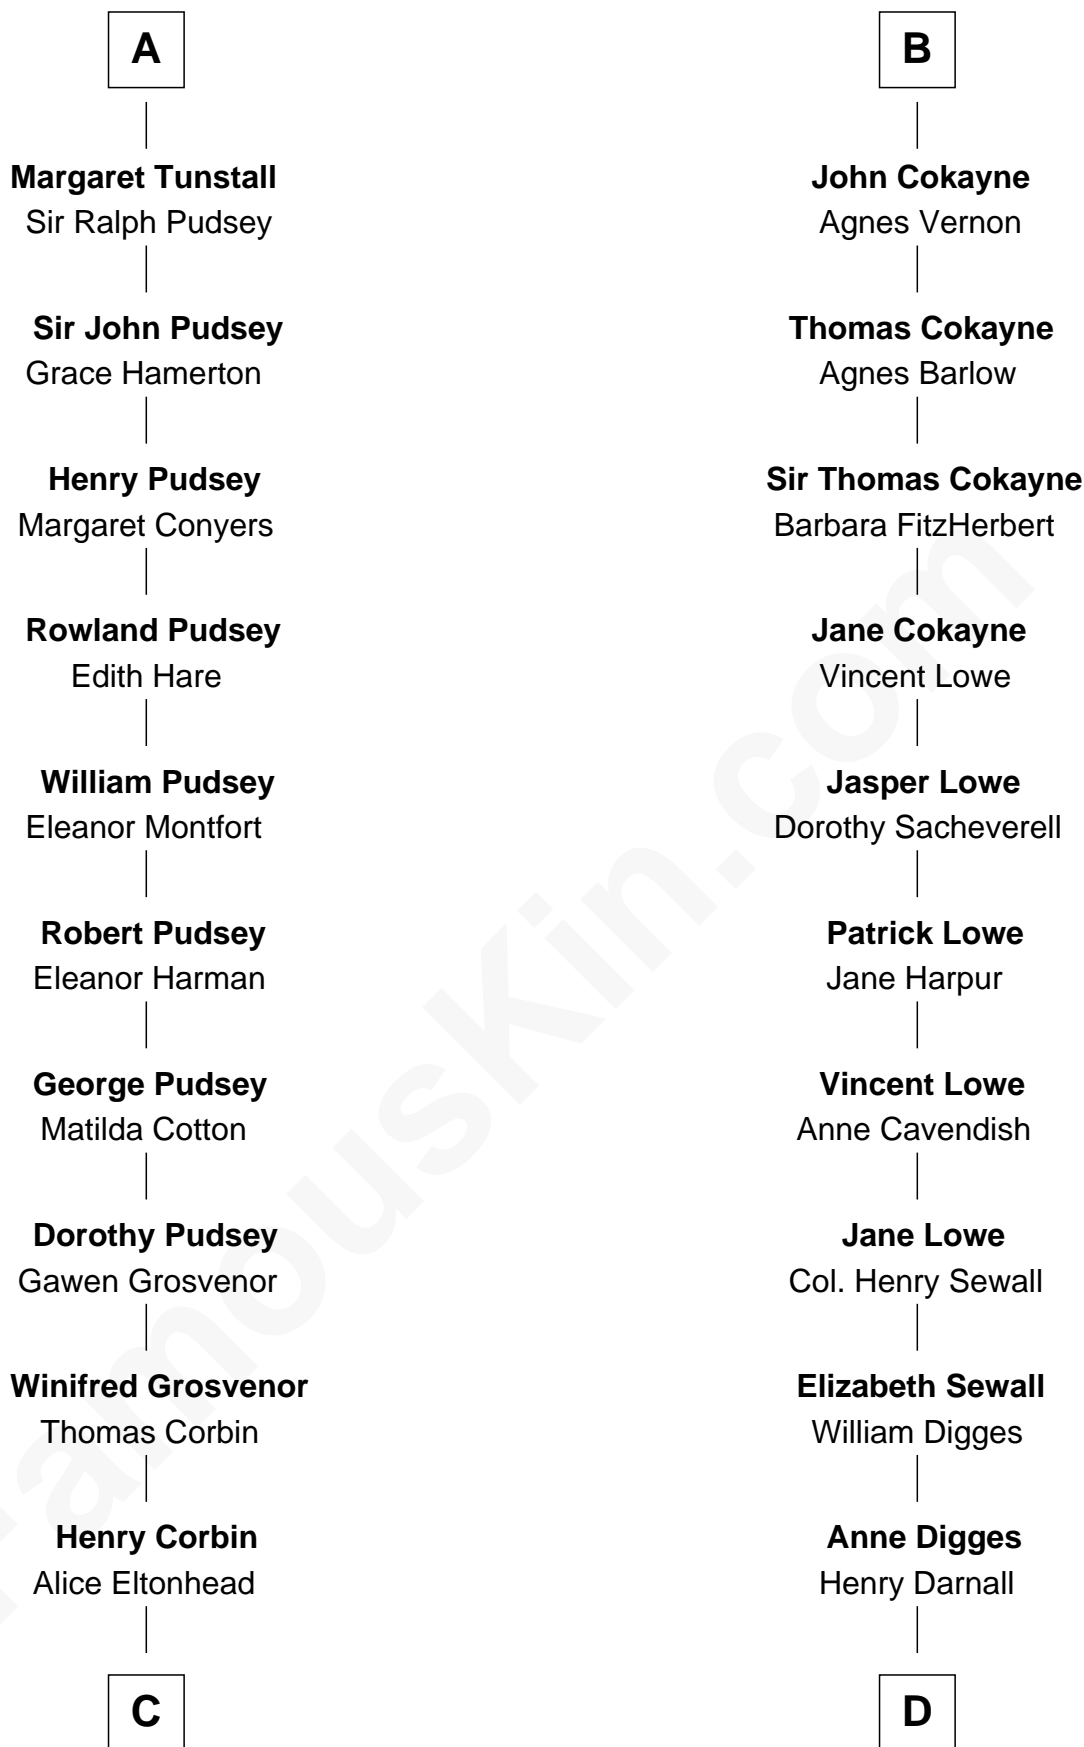 A
Margaret Tunstall
Sir Ralph Pudsey
Sir John Pudsey
Grace Hamerton
Henry Pudsey
Margaret Conyers
Rowland Pudsey
Edith Hare
William Pudsey
Eleanor Montfort
Robert Pudsey
Eleanor Harman
George Pudsey
Matilda Cotton
Dorothy Pudsey
Gawen Grosvenor
Winifred Grosvenor
Thomas Corbin
Henry Corbin
Alice Eltonhead
C
B
John Cokayne
Agnes Vernon
Thomas Cokayne
Agnes Barlow
Sir Thomas Cokayne
Barbara FitzHerbert
Jane Cokayne
Vincent Lowe
Jasper Lowe
Dorothy Sacheverell
Patrick Lowe
Jane Harpur
Vincent Lowe
Anne Cavendish
Jane Lowe
Col. Henry Sewall
Elizabeth Sewall
William Digges
Anne Digges
Henry Darnall
D
FamousKin.com